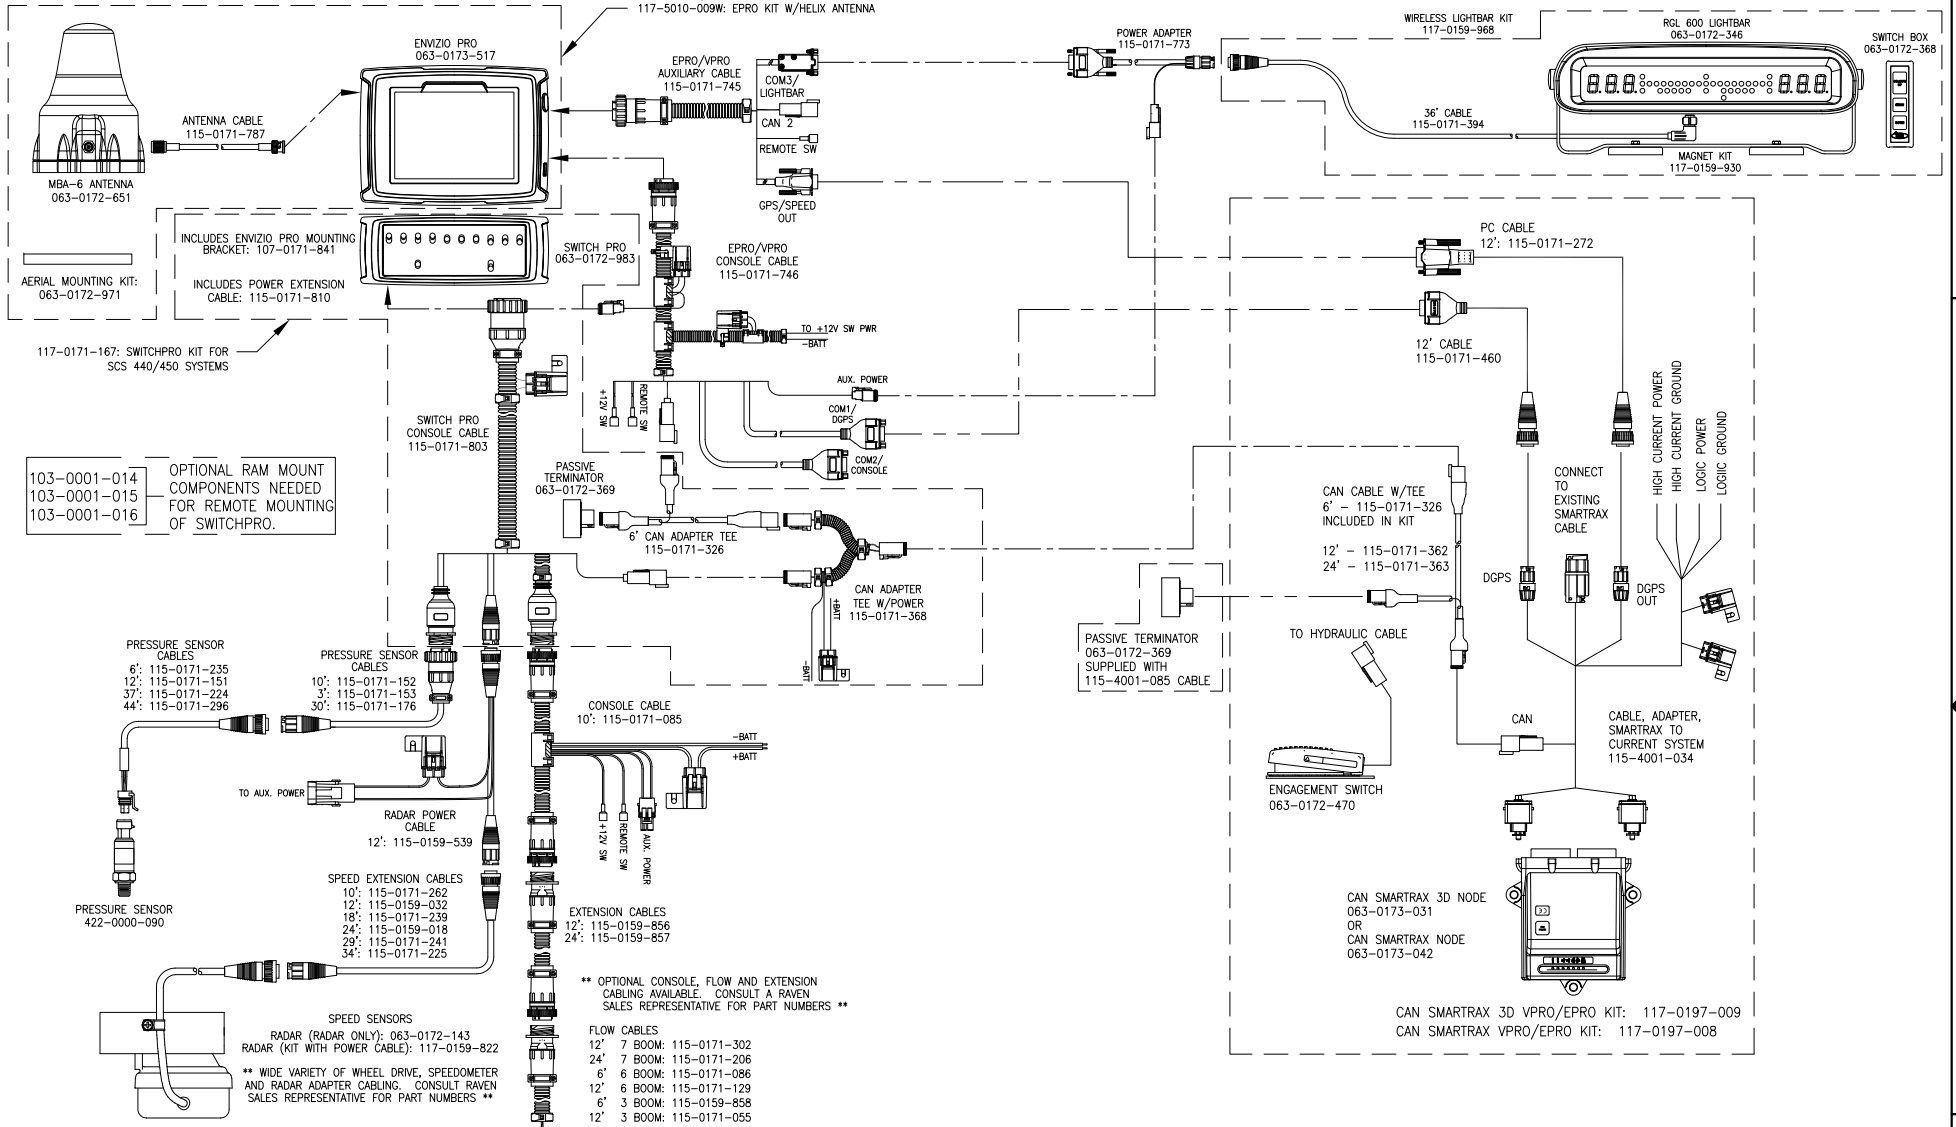 117-5010-009W: EPRO KIT W/HELIX ANTENNA
ENVIZIO PRO
063-0173-517
ANTENNA CABLE
115-0171-787
MBA-6 ANTENNA
063-0172-651
AERIAL MOUNTING KIT:
063-0172-971
EPRO/VPRO
AUXILIARY CABLE
115-0171-745
COM3/
LIGHTBAR
CAN 2
REMOTE SW
GPS/SPEED
OUT
POWER ADAPTER
115-0171-773
WIRELESS LIGHTBAR KIT
117-0159-968
RGL 600 LIGHTBAR
063-0172-346
SWITCH BOX
063-0172-368
36' CABLE
115-0171-394
MAGNET KIT
117-0159-930
INCLUDES ENVIZIO PRO MOUNTING
BRACKET: 107-0171-841
INCLUDES POWER EXTENSION
CABLE: 115-0171-810
SWITCH PRO
063-0172-983
117-0171-167: SWITCHPRO KIT FOR
SCS 440/450 SYSTEMS
EPRO/VPRO
CONSOLE CABLE
115-0171-746
TO +12V SW PWR
-BATT
AUX. POWER
+12V SW
REMOTE SW
COM1/
DGPS
COM2/
CONSOLE
SWITCH PRO
CONSOLE CABLE
115-0171-803
103-0001-014
103-0001-015
103-0001-016
OPTIONAL RAM MOUNT
COMPONENTS NEEDED
FOR REMOTE MOUNTING
OF SWITCHPRO.
PASSIVE
TERMINATOR
063-0172-369
6' CAN ADAPTER TEE
115-0171-326
CAN ADAPTER
TEE W/POWER
115-0171-368
+BATT
-BATT
PC CABLE
12': 115-0171-272
12' CABLE
115-0171-460
HIGH CURRENT POWER
HIGH CURRENT GROUND
LOGIC POWER
LOGIIC GROUND
CONNECT
TO
EXISTING
SMARTRAX
CABLE
CAN CABLE W/TEE
6' - 115-0171-326
INCLUDED IN KIT
12' - 115-0171-362
24' - 115-0171-363
DGPS
DGPS
OUT
PASSIVE TERMINATOR
063-0172-369
SUPPLIED WITH
115-4001-085 CABLE
TO HYDRAULIC CABLE
ENGAGEMENT SWITCH
063-0172-470
CAN
CABLE, ADAPTER,
SMARTRAX TO
CURRENT SYSTEM
115-4001-034
CAN SMARTRAX 3D NODE
063-0173-031
OR
CAN SMARTRAX NODE
063-0173-042
CAN SMARTRAX 3D VPRO/EPRO KIT: 117-0197-009
CAN SMARTRAX VPRO/EPRO KIT: 117-0197-008
PRESSURE SENSOR
CABLES
6': 115-0171-235
12': 115-0171-151
37': 115-0171-224
44': 115-0171-296
PRESSURE SENSOR
CABLES
10': 115-0171-152
3': 115-0171-153
30': 115-0171-176
TO AUX. POWER
RADAR POWER
CABLE
12': 115-0159-539
PRESSURE SENSOR
422-0000-090
CONSOLE CABLE
10': 115-0171-085
-BATT
+BATT
+12V SW
REMOTE SW
AUX. POWER
SPEED EXTENSION CABLES
10': 115-0171-262
12': 115-0159-032
18': 115-0171-239
24': 115-0159-018
29': 115-0171-241
34': 115-0171-225
EXTENSION CABLES
12': 115-0159-856
24': 115-0159-857
** OPTIONAL CONSOLE, FLOW AND EXTENSION
CABLING AVAILABLE. CONSULT A RAVEN
SALES REPRESENTATIVE FOR PART NUMBERS **
SPEED SENSORS
RADAR (RADAR ONLY): 063-0172-143
RADAR (KIT WITH POWER CABLE): 117-0159-822
** WIDE VARIETY OF WHEEL DRIVE, SPEEDOMETER
AND RADAR ADAPTER CABLING. CONSULT RAVEN
SALES REPRESENTATIVE FOR PART NUMBERS **
FLOW CABLES
12' 7 BOOM: 115-0171-302
24' 7 BOOM: 115-0171-206
6' 6 BOOM: 115-0171-086
12' 6 BOOM: 115-0171-129
6' 3 BOOM: 115-0159-858
12' 3 BOOM: 115-0171-055